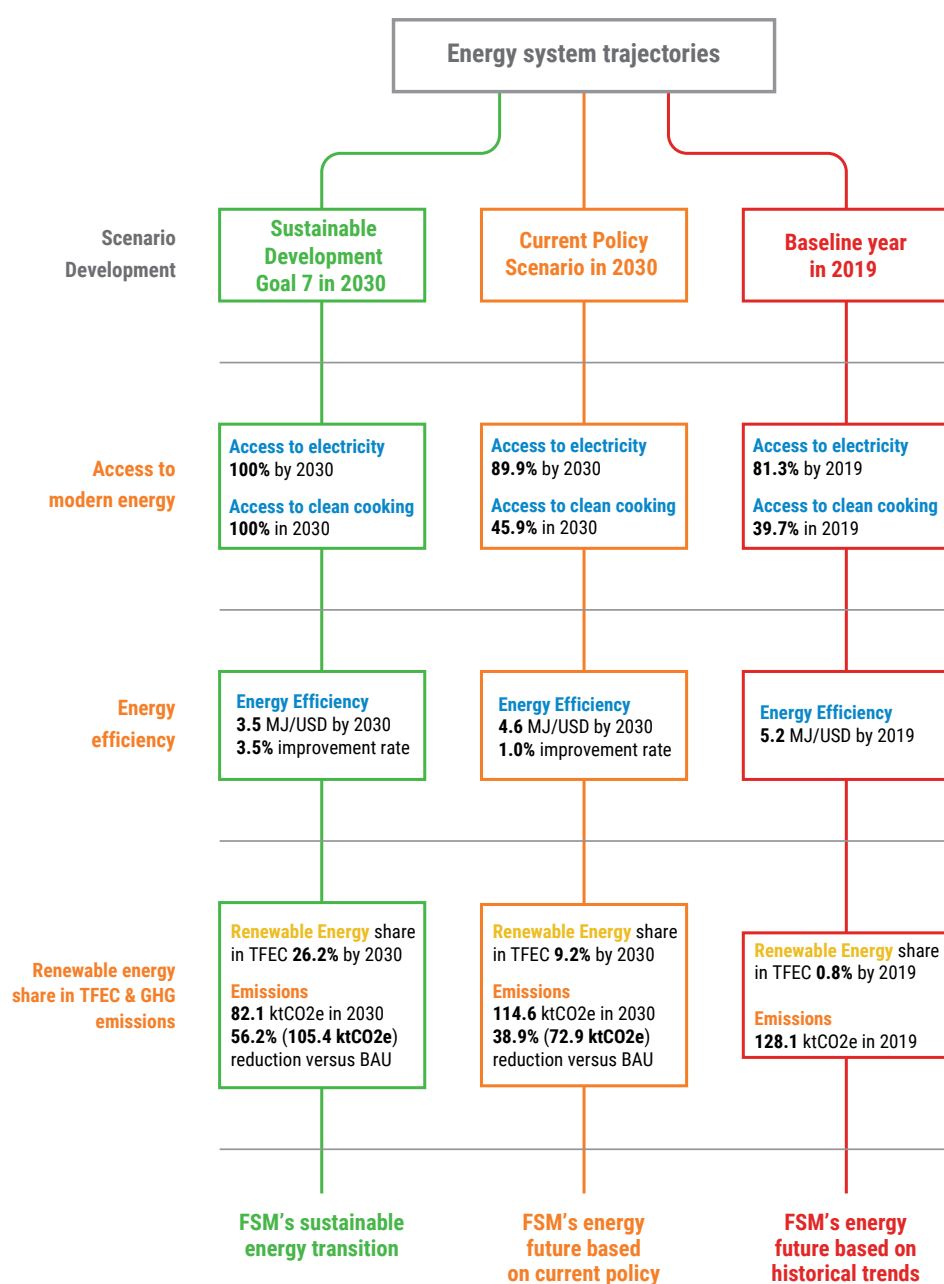 Energy system trajectories
Scenario
Development
Sustainable
Development
Goal 7 in 2030
Current Policy
Scenario in 2030
Baseline year
in 2019
Access to
modern energy
Access to electricity
100% by 2030
Access to clean cooking
100% in 2030
Access to electricity
89.9% by 2030
Access to clean cooking
45.9% in 2030
Access to electricity
81.3% by 2019
Access to clean cooking
39.7% in 2019
Energy
efficiency
Energy Efficiency
3.5 MJ/USD by 2030
3.5% improvement rate
Energy Efficiency
4.6 MJ/USD by 2030
1.0% improvement rate
Energy Efficiency
5.2 MJ/USD by 2019
Renewable energy
share in TFEC & GHG
emissions
Renewable Energy share
in TFEC 26.2% by 2030
Emissions
82.1 ktCO2e in 2030
56.2% (105.4 ktCO2e)
reduction versus BAU
Renewable Energy share
in TFEC 9.2% by 2030
Emissions
114.6 ktCO2e in 2030
38.9% (72.9 ktCO2e)
reduction versus BAU
Renewable Energy share
in TFEC 0.8% by 2019
Emissions
128.1 ktCO2e in 2019
FSM's sustainable
energy transition
FSM's energy
future based
on current policy
FSM's energy
future based on
historical trends